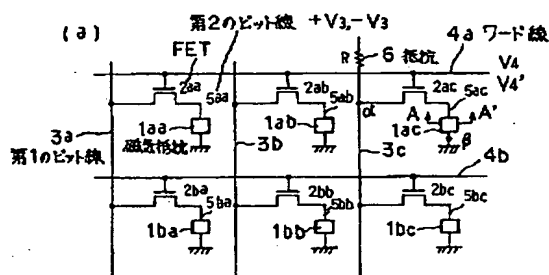 (a)
第2のビット線 +V3,-V3
FET
R 6 抵抗
4a ワード線
V4
V4'
2aa
5aa
2ab
5ab
2ac
5ac
α
1aa
磁気抵抗
1ab
1ac
A
A'
β
3a
第1のビット線
3b
3c
4b
2ba
5ba
2bb
5bb
2bc
5bc
1ba
1bb
1bc